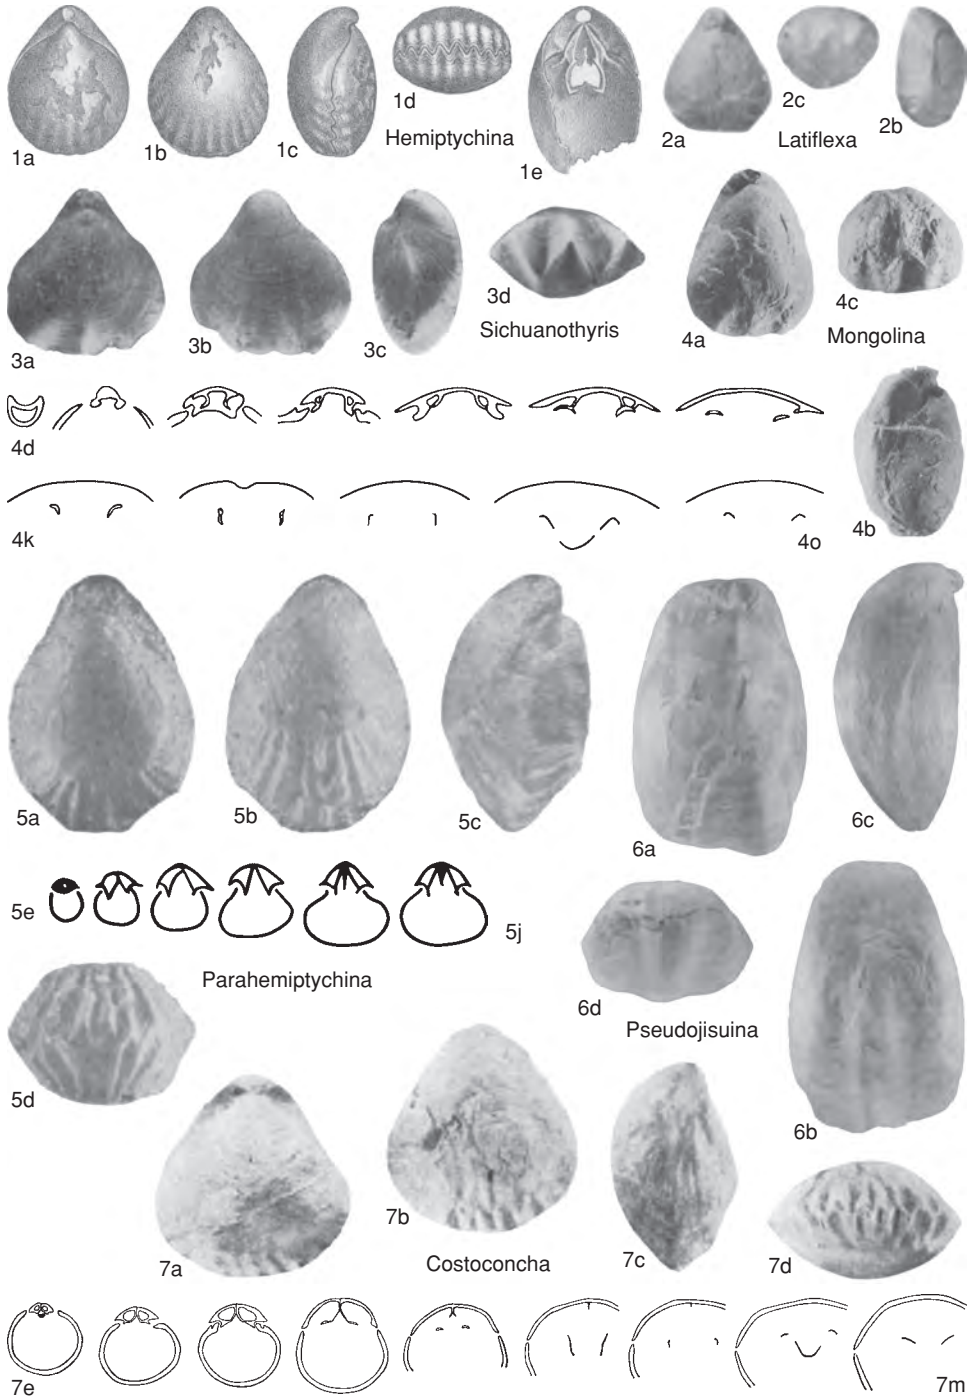 1a
1b
1c
1d
Hemiptychina
1e
2a
2c
2b
Latiflexa
3a
3b
3c
3d
Sichuanothyris
4a
4c
Mongolina
4d
4b
4k
4o
5a
5b
5c
6a
6c
5e
5j
Parahemiptychina
5d
6d
Pseudojisuina
6b
7a
7b
Costoconcha
7c
7d
7e
7m